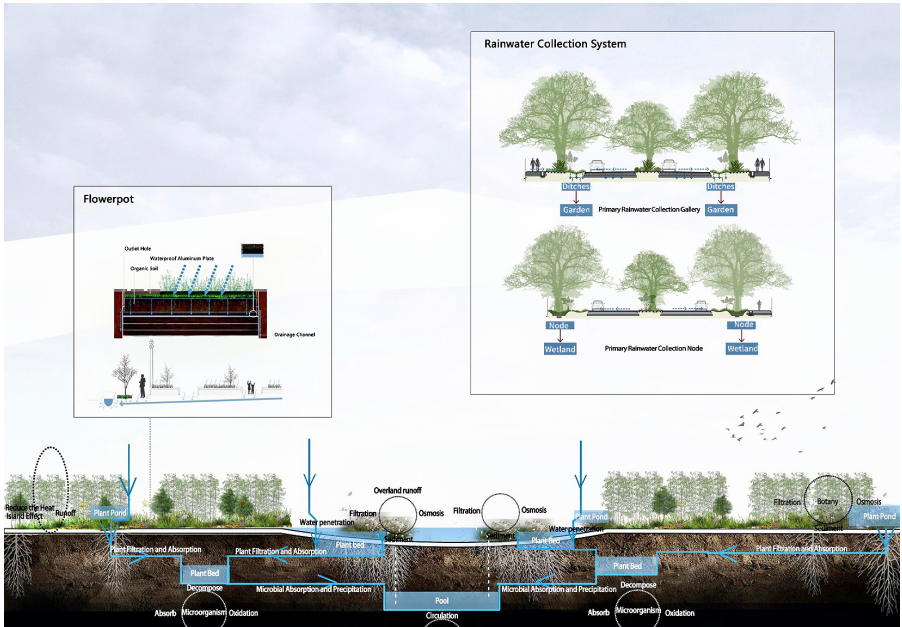 Rainwater Collection System
Ditches
Ditches
Garden
Primary Rainwater Collection Gallery
Garden
Node
Node
Wetland
Primary Rainwater Collection Node
Wetland
Flowerpot
Outlet Hole
Waterproof Aluminum Plate
Organic Soil
Drainage Channel
Reduce the Heat
Island Effect
Runoff
Plant Pond
Water penetration
Overland runoff
Filtration
Osmosis
Sediment
Filtration
Osmosis
Sediment
Water penetration
Plant Pond
Filtration
Botany
Osmosis
Sediment
Plant Pond
Plant Filtration and Absorption
Plant Filtration and Absorption
Plant bed
Plant Bed
Plant Filtration and Absorption
Plant Bed
Decompose
Microbial Absorption and Precipitation
Pool
Microbial Absorption and Precipitation
Plant Bed
Decompose
Absorb
Microorganism
Oxidation
Circulation
Absorb
Microorganism
Oxidation